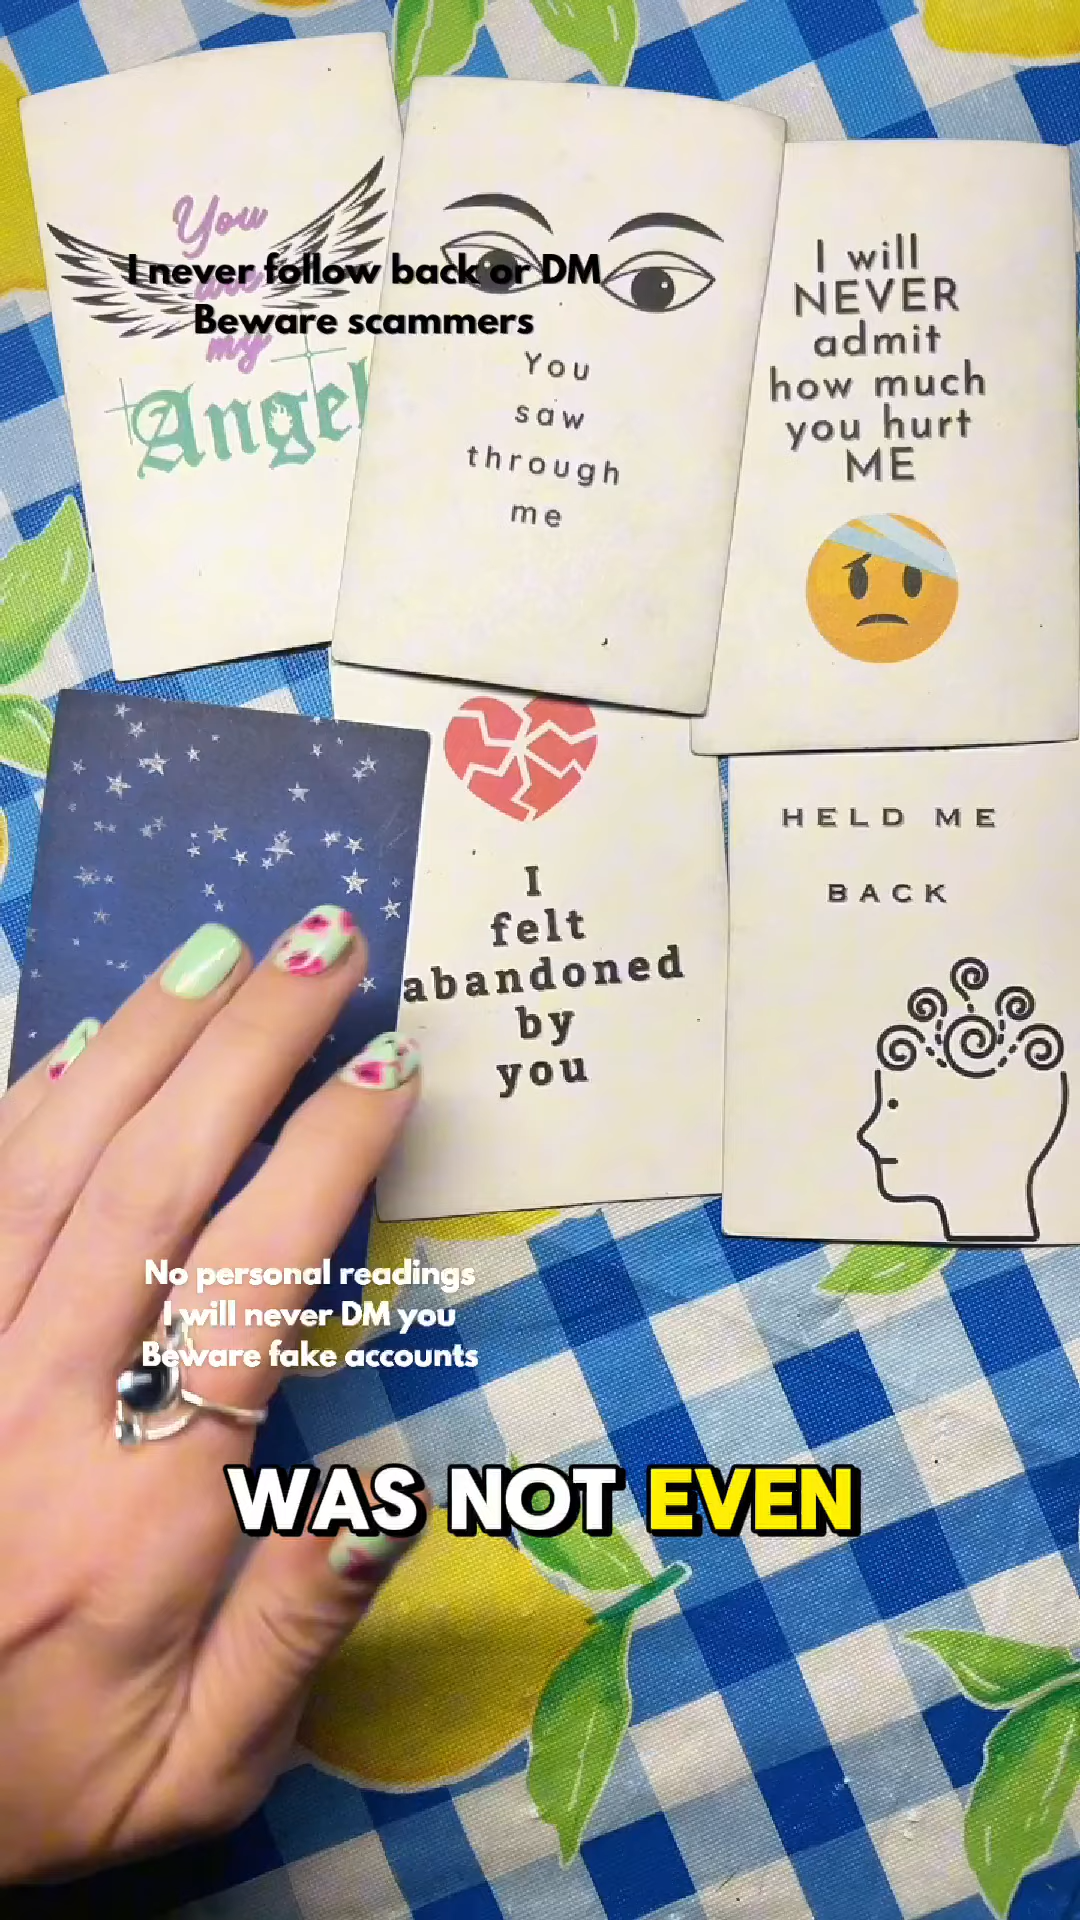 You
are
my
Angel
I never follow back or DM
Beware scammers
You
saw
through
me
I will
NEVER
admit
how much
you hurt
ME
I
felt
abandoned
by
you
HELD ME
BACK
No personal readings
I will never DM you
Beware fake accounts
WAS NOT EVEN